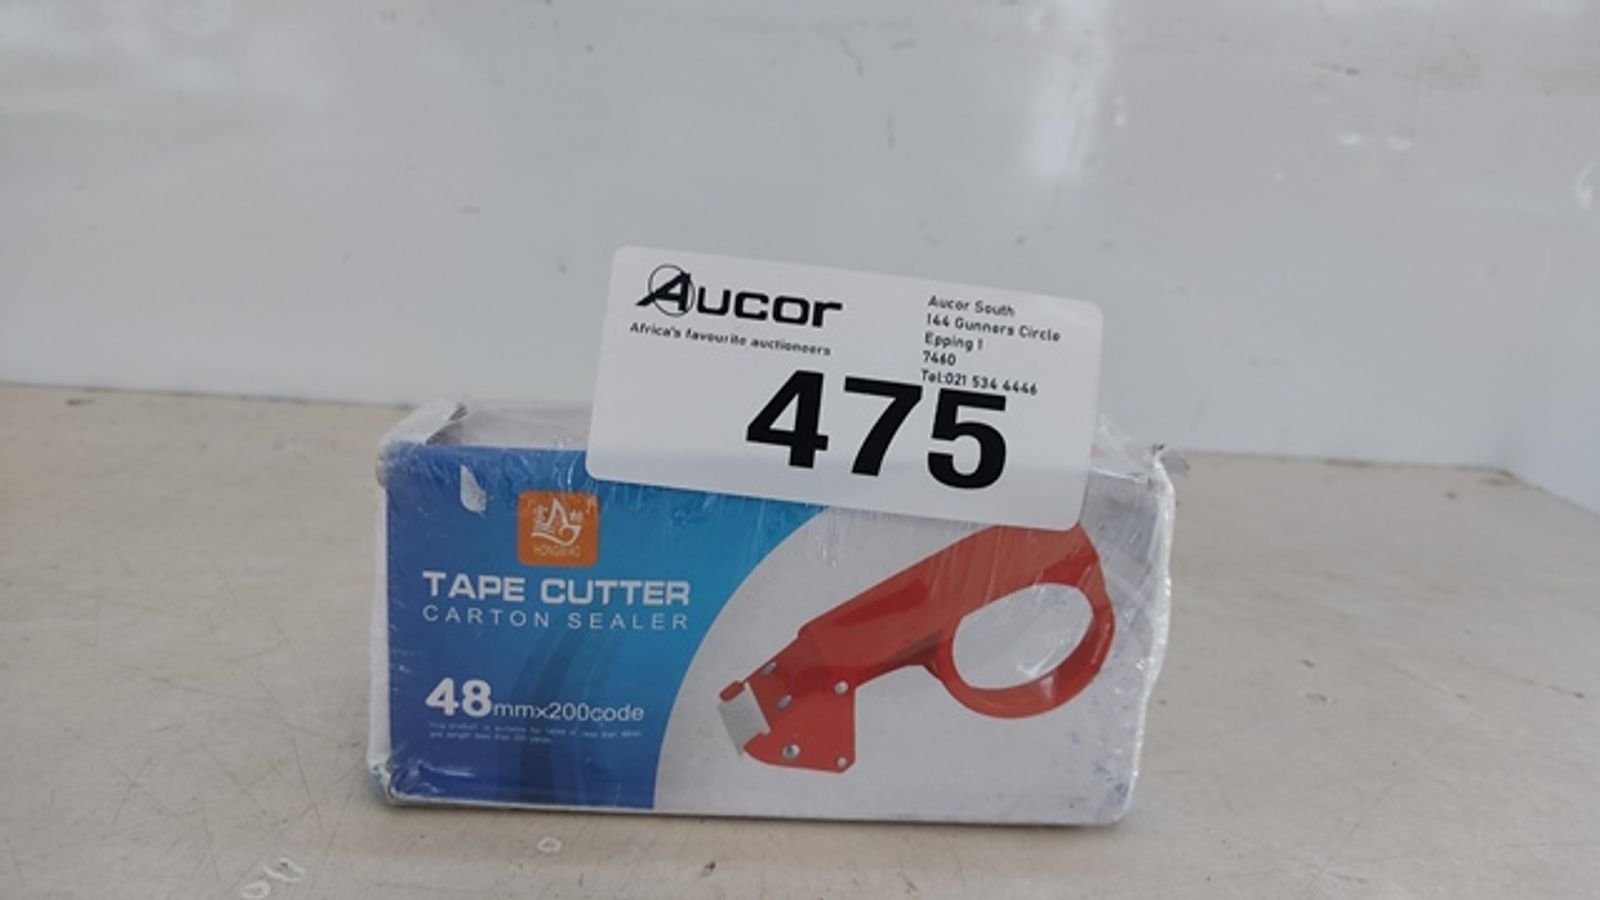 Aucor
Africa's favourite auctioneers
Aucor South
144 Gunners Circle
Epping 1
7460
Tel:021 534 4446
475
HONGBIAO
TAPE CUTTER
CARTON SEALER
48mmx200code